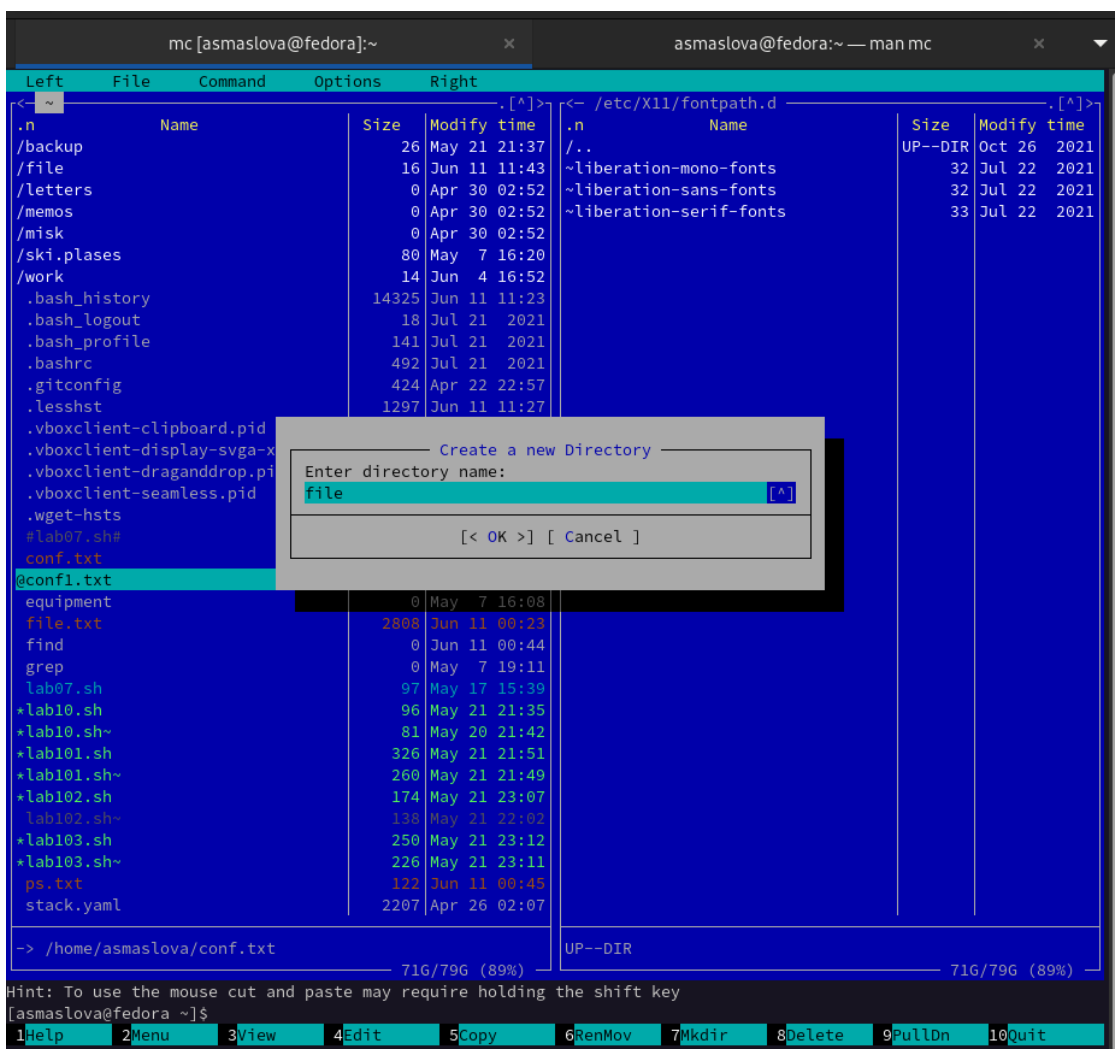 mc [asmaslova@fedora]:~ × asmaslova@fedora:~ — man mc ×
Left File Command Options Right
<— ~ .[^]> <— /etc/X11/fontpath.d .[^]>
.n Name Size Modify time .n Name Size Modify time
/backup 26 May 21 21:37 /.. UP--DIR Oct 26 2021
/file 16 Jun 11 11:43 ~liberation-mono-fonts 32 Jul 22 2021
/letters 0 Apr 30 02:52 ~liberation-sans-fonts 32 Jul 22 2021
/memos 0 Apr 30 02:52 ~liberation-serif-fonts 33 Jul 22 2021
/misk 0 Apr 30 02:52
/ski.plases 80 May 7 16:20
/work 14 Jun 4 16:52
.bash_history 14325 Jun 11 11:23
.bash_logout 18 Jul 21 2021
.bash_profile 141 Jul 21 2021
.bashrc 492 Jul 21 2021
.gitconfig 424 Apr 22 22:57
.lesshst 1297 Jun 11 11:27
.vboxclient-clipboard.pid
.vboxclient-display-svga-x
.vboxclient-draganddrop.pi
.vboxclient-seamless.pid
.wget-hsts
#lab07.sh#
conf.txt
@conf1.txt
Create a new Directory
Enter directory name:
file [^]
[< OK >] [ Cancel ]
equipment 0 May 7 16:08
file.txt 2808 Jun 11 00:23
find 0 Jun 11 00:44
grep 0 May 7 19:11
lab07.sh 97 May 17 15:39
*lab10.sh 96 May 21 21:35
*lab10.sh~ 81 May 20 21:42
*lab101.sh 326 May 21 21:51
*lab101.sh~ 260 May 21 21:49
*lab102.sh 174 May 21 23:07
lab102.sh~ 138 May 21 22:02
*lab103.sh 250 May 21 23:12
*lab103.sh~ 226 May 21 23:11
ps.txt 122 Jun 11 00:45
stack.yaml 2207 Apr 26 02:07
-> /home/asmaslova/conf.txt UP--DIR
71G/79G (89%) 71G/79G (89%)
Hint: To use the mouse cut and paste may require holding the shift key
[asmaslova@fedora ~]$
1Help 2Menu 3View 4Edit 5Copy 6RenMov 7Mkdir 8Delete 9PullDn 10Quit